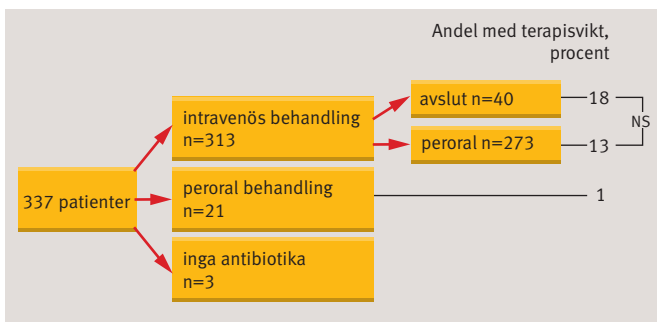 Andel med terapisvikt,
procent
avslut n=40
18
NS
intravenös behandling
n=313
peroral n=273
13
337 patienter
peroral behandling
n=21
1
inga antibiotika
n=3